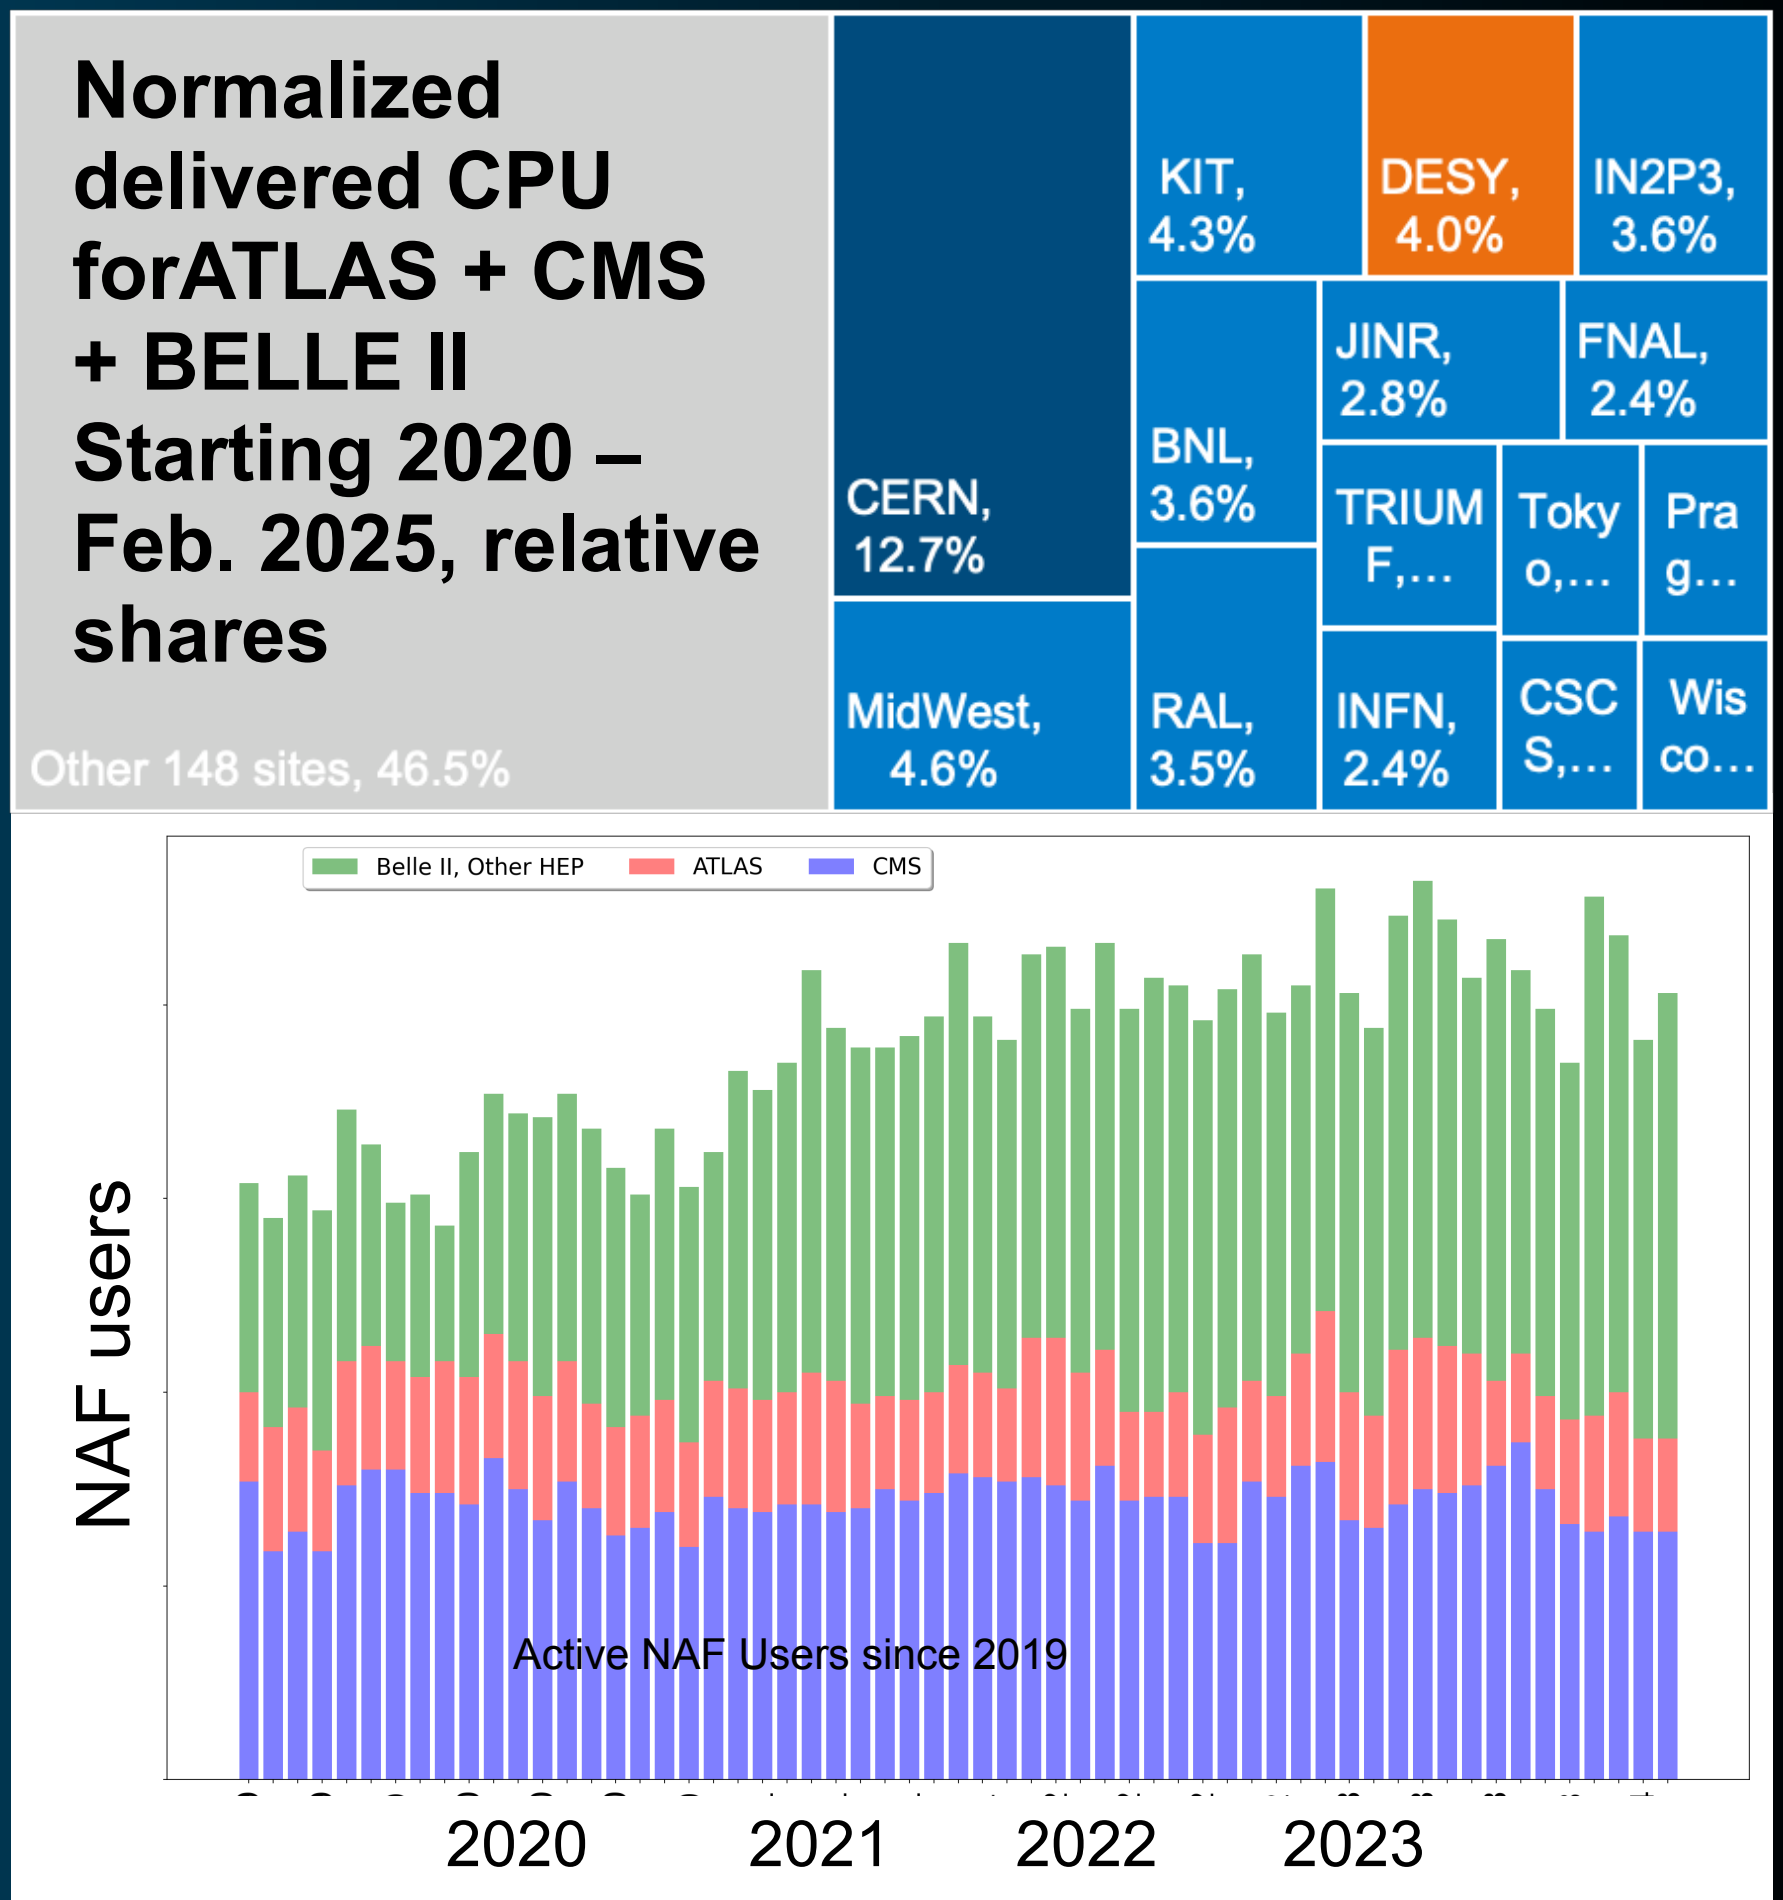 Normalized
delivered CPU
forATLAS + CMS
+ BELLE II
Starting 2020 –
Feb. 2025, relative
shares
Other 148 sites, 46.5%
CERN,
12.7%
MidWest,
4.6%
KIT,
4.3%
DESY,
4.0%
IN2P3,
3.6%
BNL,
3.6%
JINR,
2.8%
FNAL,
2.4%
RAL,
3.5%
TRIUM
F,...
Toky
o,...
Pra
g...
INFN,
2.4%
CSC
S,...
Wis
co...
Belle II, Other HEP
ATLAS
CMS
NAF users
Active NAF Users since 2019
2020
2021
2022
2023